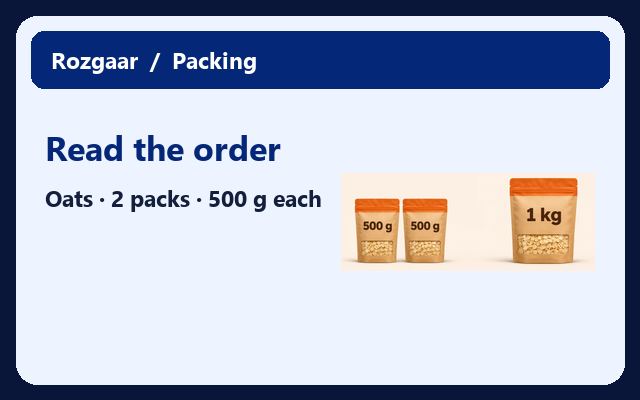 Rozgaar / Packing
Read the order
Oats · 2 packs · 500 g each
500 g 500 g 1 kg